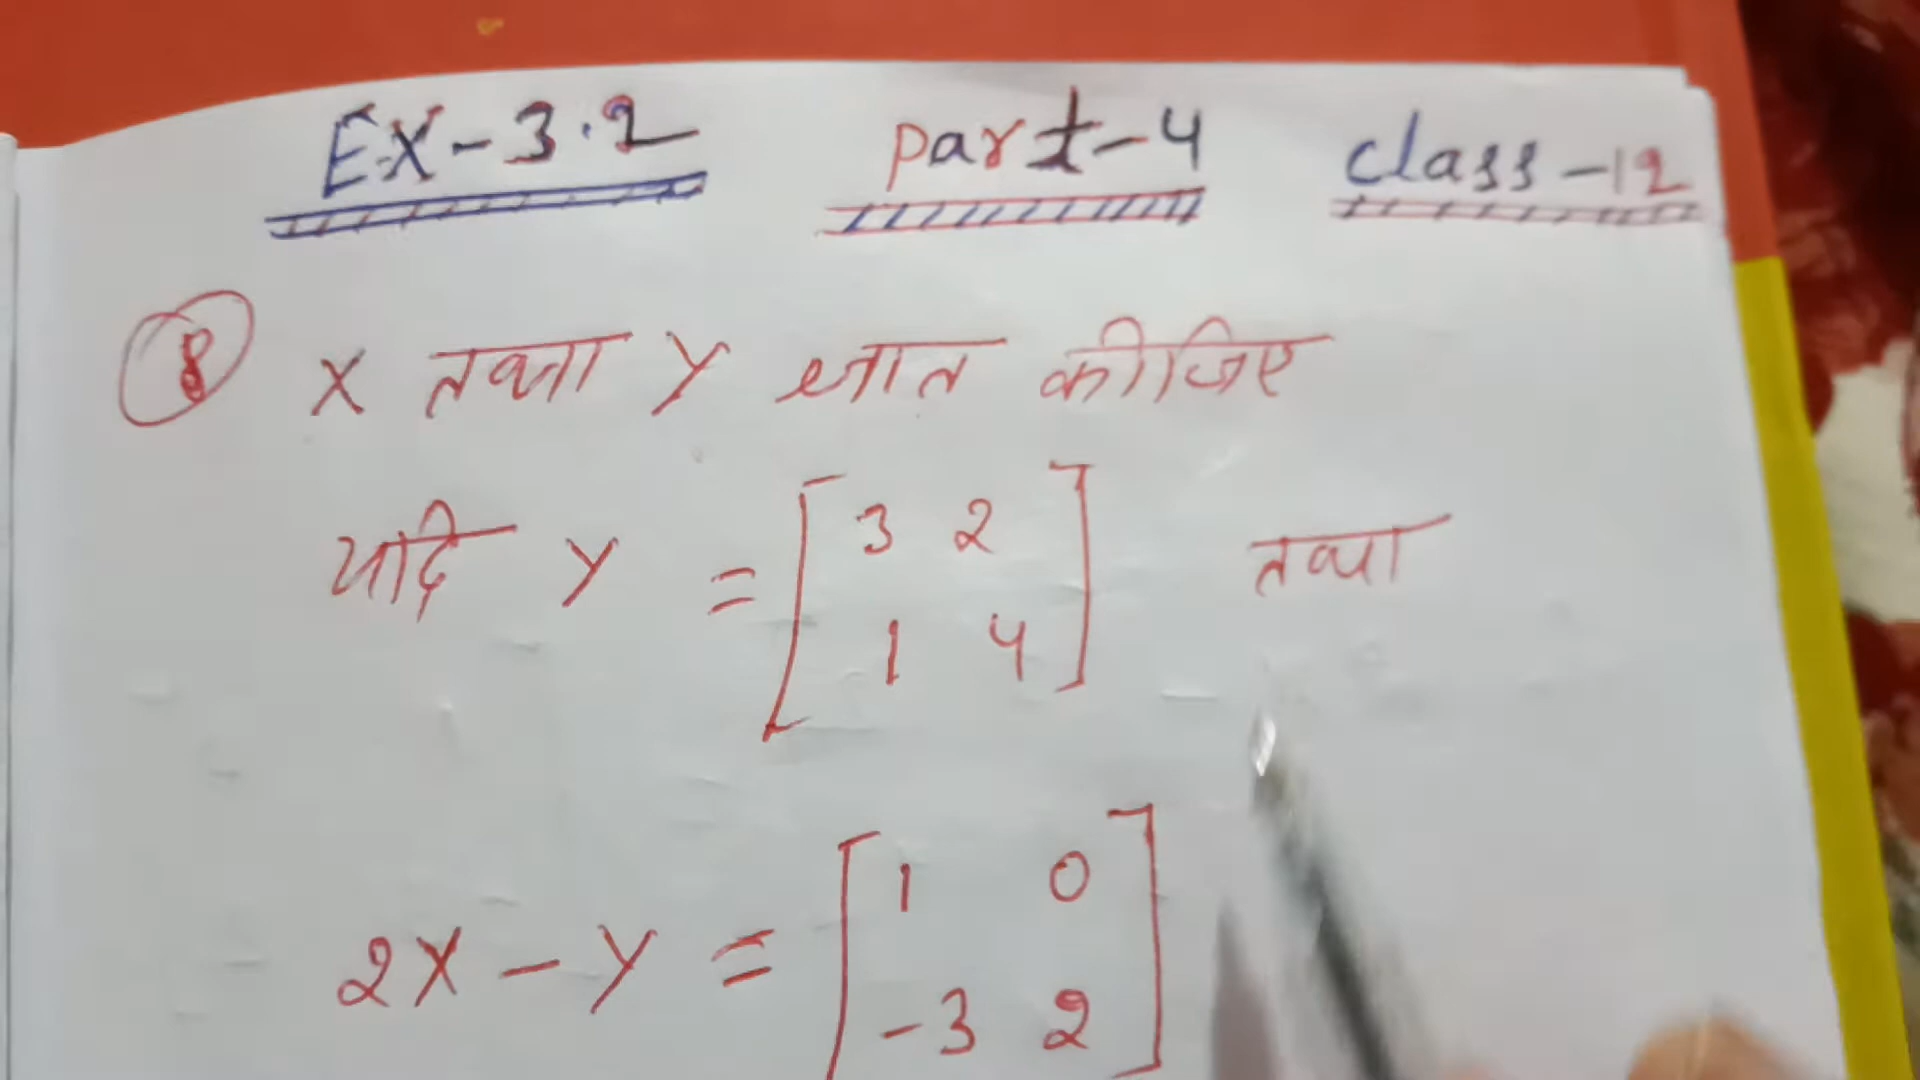 Ex-3.2 part-4 class-12
8 X तथा Y ज्ञात कीजिए
यदि Y = [3 2
1 4] तथा
2X - Y = [1 0
-3 2]